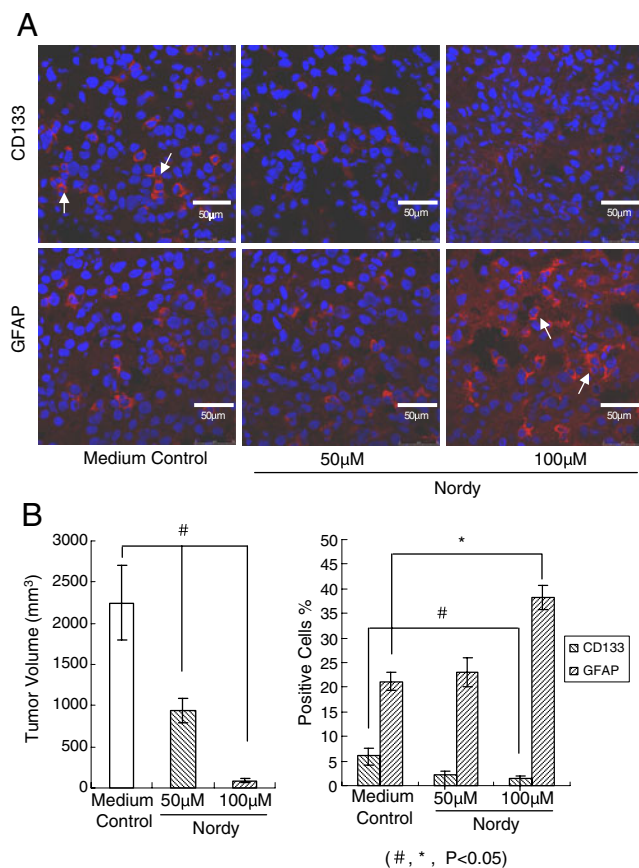 A
CD133
50µm
50µm
50µm
GFAP
50µm
50µm
50µm
Medium Control
50µM
100µM
Nordy
B
#
3000
2500
2000
1500
1000
500
0
Tumor Volume (mm³)
Medium
Control
50µM
100µM
Nordy
*
#
50
45
40
35
30
25
20
15
10
5
0
Positive Cells %
CD133
GFAP
Medium
Control
50µM
100µM
Nordy
(#, *, P<0.05)